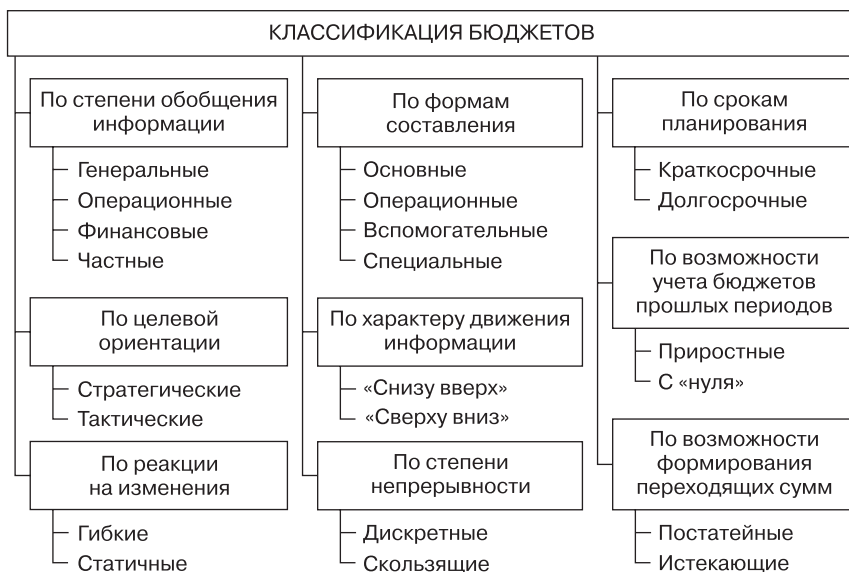 КЛАССИФИКАЦИЯ БЮДЖЕТОВ
По степени обобщения
информации
Генеральные
Операционные
Финансовые
Частные
По целевой
ориентации
Стратегические
Тактические
По реакции
на изменения
Гибкие
Статичные
По формам
составления
Основные
Операционные
Вспомогательные
Специальные
По характеру движения
информации
«Снизу вверх»
«Сверху вниз»
По степени
непрерывности
Дискретные
Скользящие
По срокам
планирования
Краткосрочные
Долгосрочные
По возможности
учета бюджетов
прошлых периодов
Приростные
С «нуля»
По возможности
формирования
переходящих сумм
Постатейные
Истекающие